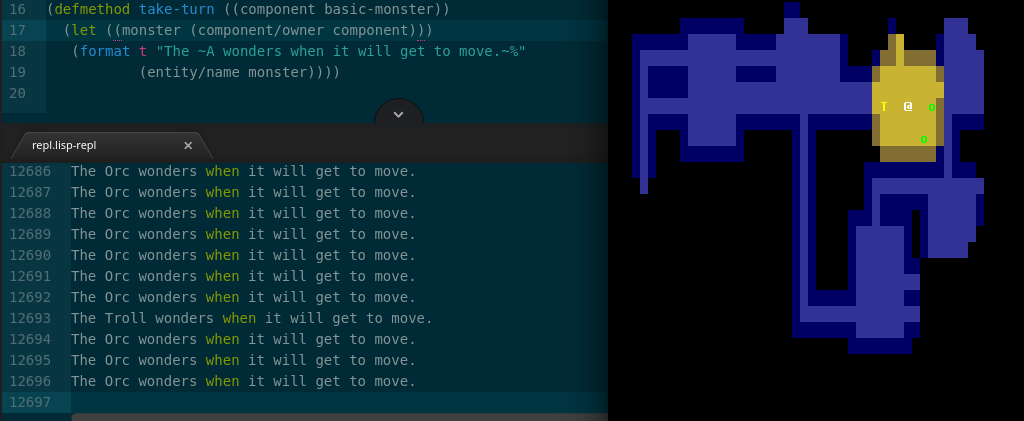 16 (defmethod take-turn ((component basic-monster))
17   (let ((monster (component/owner component)))
18    (format t "The ~A wonders when it will get to move.~%"
19            (entity/name monster))))
20
repl.lisp-repl ×
12686 The Orc wonders when it will get to move.
12687 The Orc wonders when it will get to move.
12688 The Orc wonders when it will get to move.
12689 The Orc wonders when it will get to move.
12690 The Orc wonders when it will get to move.
12691 The Orc wonders when it will get to move.
12692 The Orc wonders when it will get to move.
12693 The Troll wonders when it will get to move.
12694 The Orc wonders when it will get to move.
12695 The Orc wonders when it will get to move.
12696 The Orc wonders when it will get to move.
12697
T @ o
o